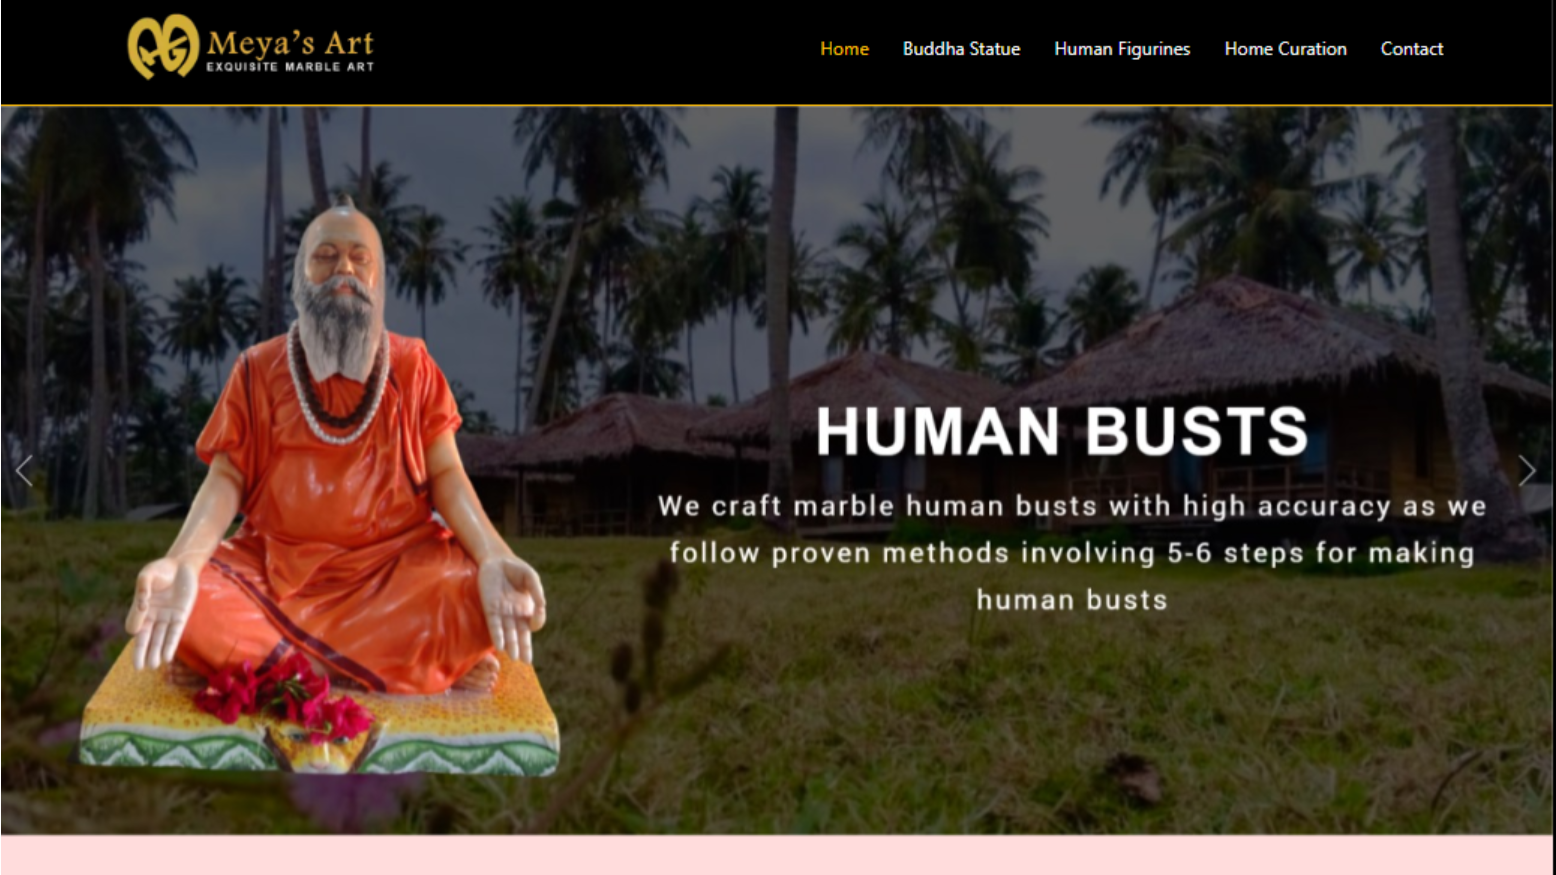 Meya's Art
EXQUISITE MARBLE ART
Home
Buddha Statue
Human Figurines
Home Curation
Contact
HUMAN BUSTS
We craft marble human busts with high accuracy as we
follow proven methods involving 5-6 steps for making
human busts